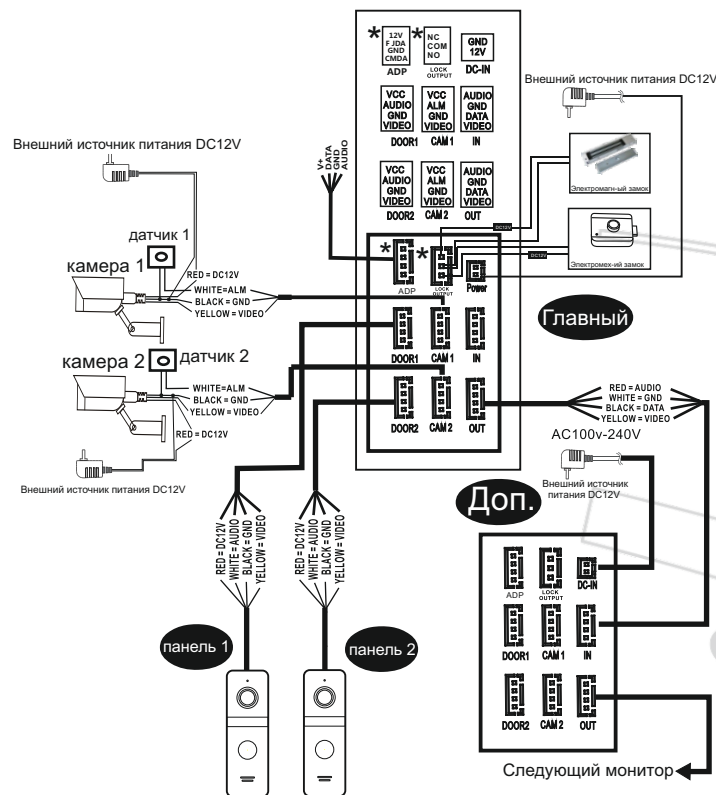 * 12V
F JDA
GND
CMDA
ADP
* NC
COM
NO
LOCK
OUTPUT
GND
12V
DC-IN
VCC
AUDIO
GND
VIDEO
DOOR1
VCC
ALM
GND
VIDEO
CAM 1
AUDIO
GND
DATA
VIDEO
IN
VCC
AUDIO
GND
VIDEO
DOOR2
VCC
ALM
GND
VIDEO
CAM 2
AUDIO
GND
DATA
VIDEO
OUT
Внешний источник питания DC12V
Электромагн-ый замок
DC12V
Электромех-ий замок
DC12V
V+
DATA
GND
AUDIO
Внешний источник питания DC12V
датчик 1
камера 1
RED = DC12V
WHITE=ALM
BLACK = GND
YELLOW = VIDEO
камера 2
датчик 2
WHITE=ALM
BLACK = GND
YELLOW = VIDEO
RED = DC12V
Внешний источник питания DC12V
*
ADP
*
LOCK
OUTPUT
Power
DOOR1
CAM 1
IN
DOOR2
CAM 2
OUT
Главный
RED = AUDIO
WHITE = GND
BLACK = DATA
YELLOW = VIDEO
AC100v-240V
Внешний источник
питания DC12V
Доп.
ADP
LOCK
OUTPUT
DC-IN
DOOR1
CAM 1
IN
DOOR2
CAM 2
OUT
Следующий монитор
RED = DC12V
WHITE = AUDIO
BLACK = GND
YELLOW = VIDEO
RED = DC12V
WHITE = AUDIO
BLACK = GND
YELLOW = VIDEO
панель 1
панель 2